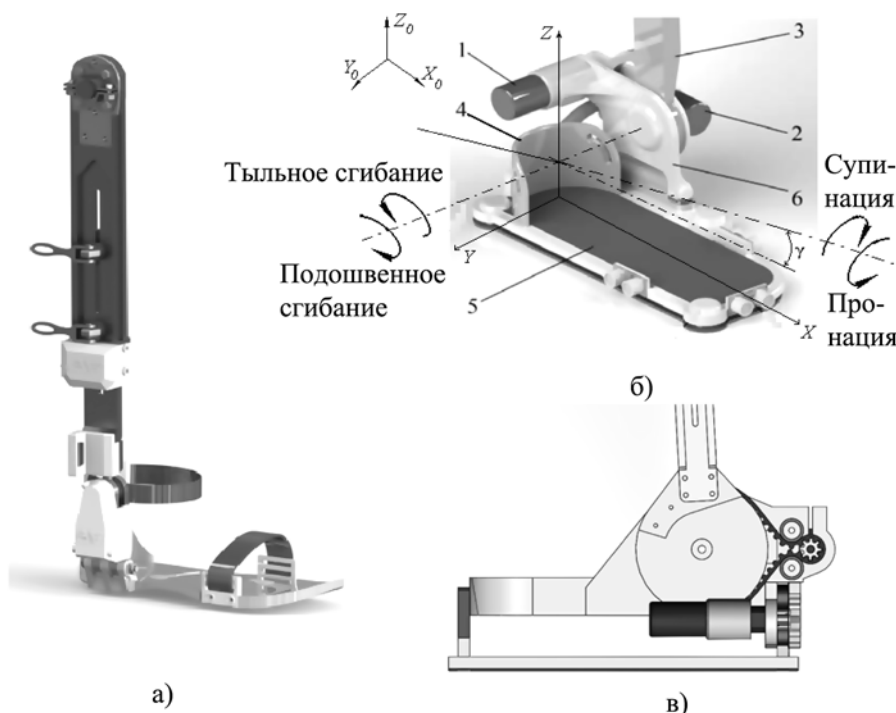 Z0
Y0
X0
Z
1
3
4
2
6
Тыльное сгибание
Супи-
нация
γ
Подошвенное
сгибание
Y
5
X
Про-
нация
б)
а)
в)